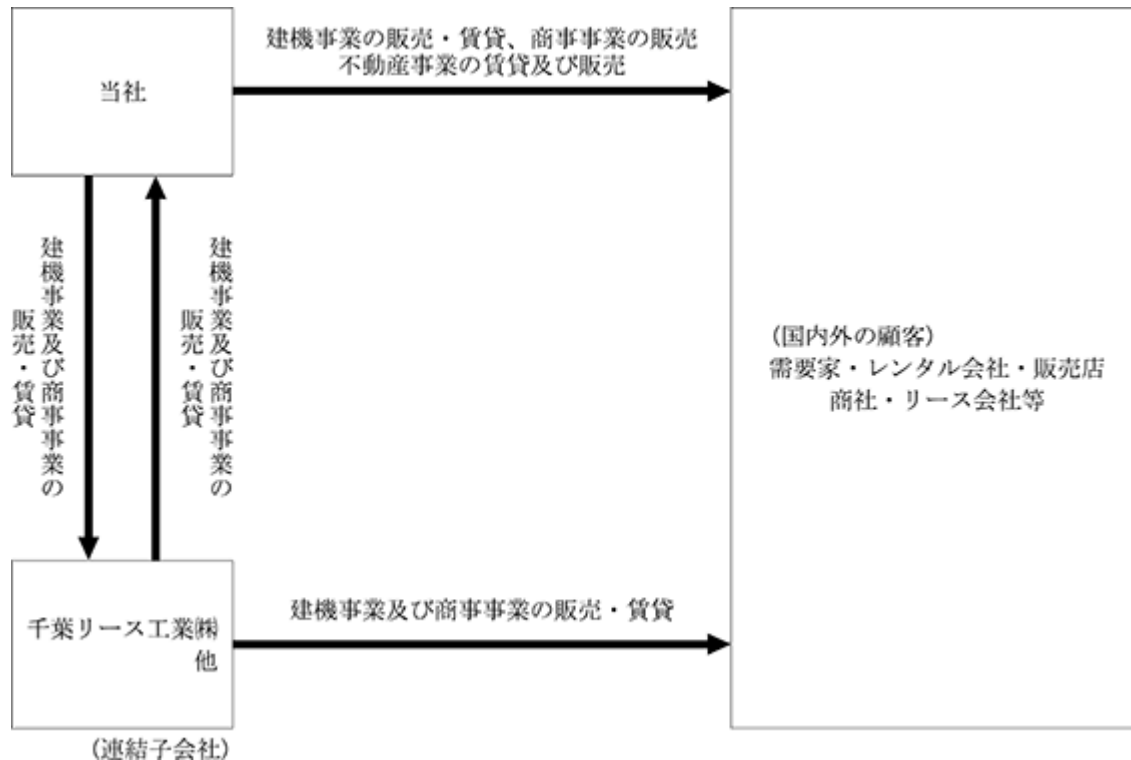 建機事業の販売・賃貸、商事事業の販売
不動産事業の賃貸及び販売
当社
建機事業及び商事事業の
販売・賃貸
建機事業及び商事事業の
販売・賃貸
(国内外の顧客)
需要家・レンタル会社・販売店
商社・リース会社等
建機事業及び商事事業の販売・賃貸
千葉リース工業㈱
他
(連結子会社)